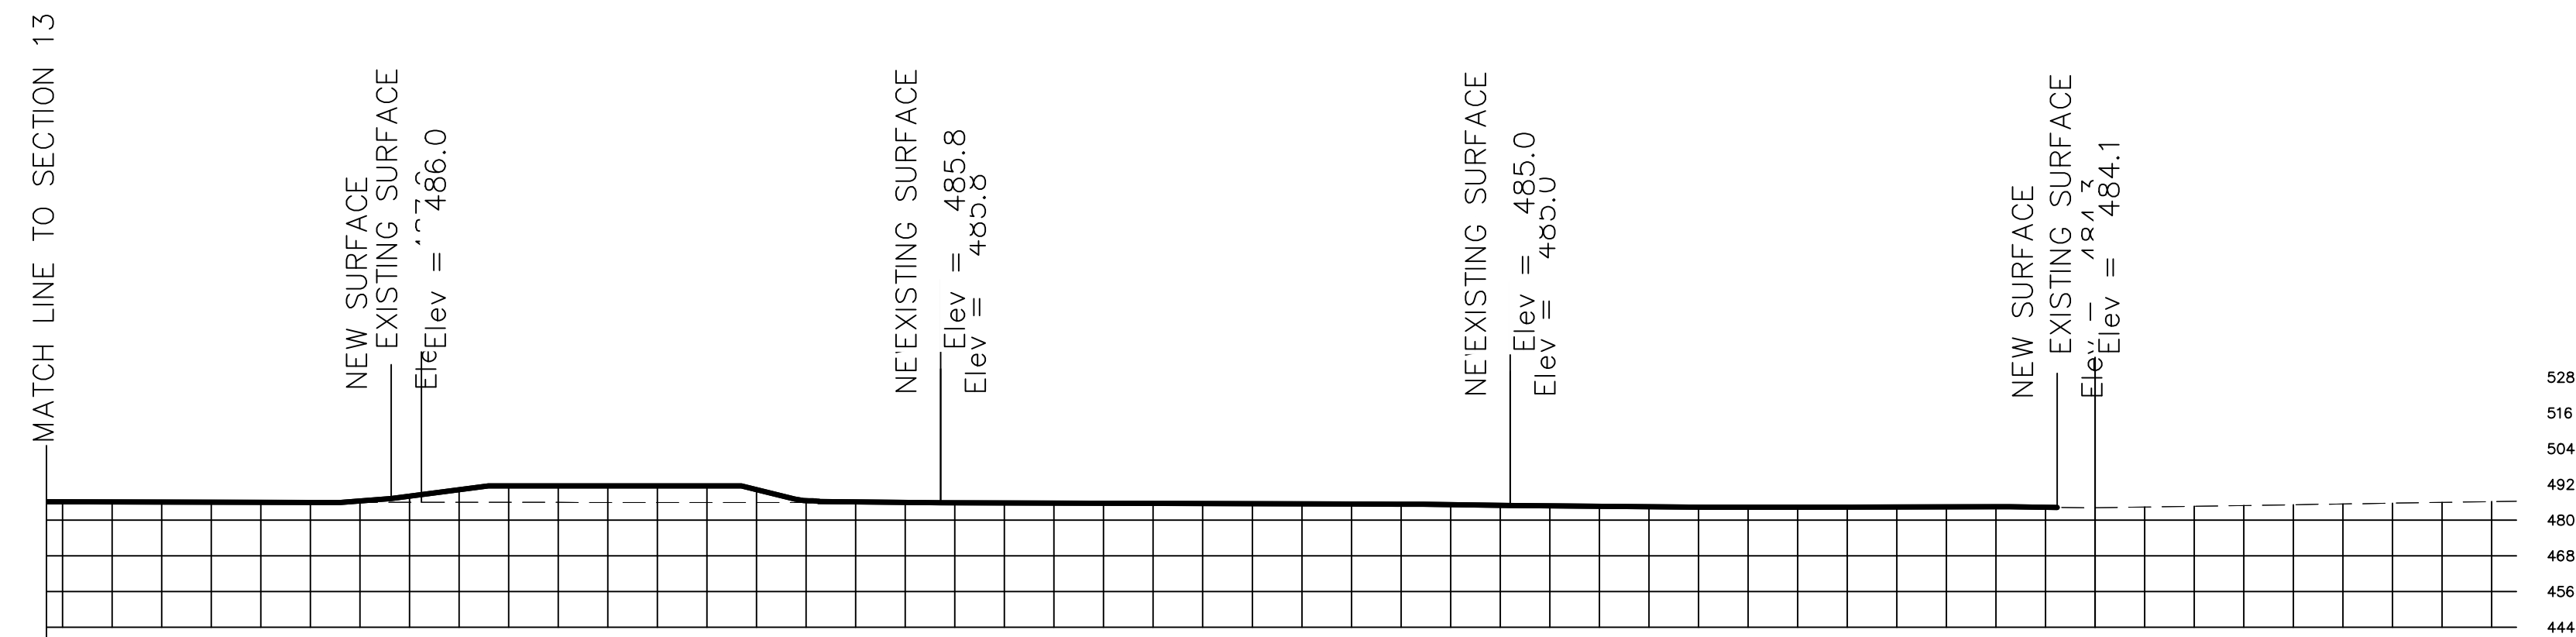 MATCH LINE TO SECTION 13
NEW SURFACE
EXISTING SURFACE
Elev = 486.0
EXISTING SURFACE
Elev = 485.8
Elev = 485.8
EXISTING SURFACE
Elev = 485.0
Elev = 485.0
NEW SURFACE
EXISTING SURFACE
Elev = 484.1
528
516
504
492
480
468
456
444